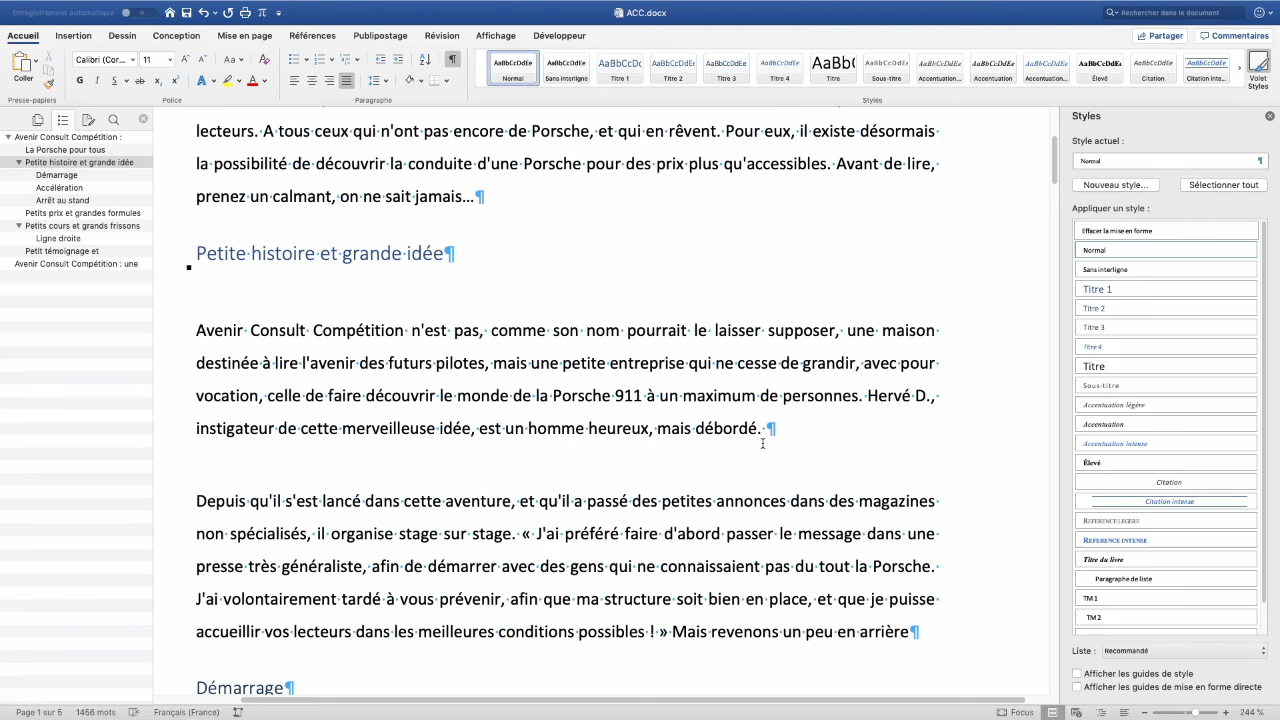 Enregistrement automatique
ACC.docx
Rechercher dans le document
Accueil Insertion Dessin Conception Mise en page Références Publipostage Révision Affichage Développeur
Partager Commentaires
Coller
Calibri (Cor... 11
AaBbCcDdEe AaBbCcDdEe AaBbCcDc AaBbCcDdEe AaBbCcDdEe AaBbCcDdEe AaBb( AaBbCcDdEe AaBbCcDdEe AaBbCcDdEe AaBbCcDdEe AaBbCcDdEe AaBbCcDdEe AaBbCcDdEe
Normal Sans interligne Titre 1 Titre 2 Titre 3 Titre 4 Titre Sous-titre Accentuation... Accentuation Accentuation... Élevé Citation Citation inte...
Volet
Styles
Presse-papiers Police Paragraphe Styles
Avenir Consult Compétition :
La Porsche pour tous
Petite histoire et grande idée
Démarrage
Accélération
Arrêt au stand
Petits prix et grandes formules
Petits cours et grandes frissons
Ligne droite
Petit témoignage et
Avenir Consult Compétition : une
lecteurs. A tous ceux qui n'ont pas encore de Porsche, et qui en rêvent. Pour eux, il existe désormais
la possibilité de découvrir la conduite d'une Porsche pour des prix plus qu'accessibles. Avant de lire,
prenez un calmant, on ne sait jamais...¶
Petite histoire et grande idée¶
Avenir Consult Compétition n'est pas, comme son nom pourrait le laisser supposer, une maison
destinée à lire l'avenir des futurs pilotes, mais une petite entreprise qui ne cesse de grandir, avec pour
vocation, celle de faire découvrir le monde de la Porsche 911 à un maximum de personnes. Hervé D.,
instigateur de cette merveilleuse idée, est un homme heureux, mais débordé. ¶
Depuis qu'il s'est lancé dans cette aventure, et qu'il a passé des petites annonces dans des magazines
non spécialisés, il organise stage sur stage. « J'ai préféré faire d'abord passer le message dans une
presse très généraliste, afin de démarrer avec des gens qui ne connaissaient pas du tout la Porsche.
J'ai volontairement tardé à vous prévenir, afin que ma structure soit bien en place, et que je puisse
accueillir vos lecteurs dans les meilleures conditions possibles ! » Mais revenons un peu en arrière¶
Démarrage¶
Styles
Style actuel :
Normal ¶
Nouveau style... Sélectionner tout
Appliquer un style :
Effacer la mise en forme
Normal
Sans interligne
Titre 1
Titre 2
Titre 3
Titre 4
Titre
Sous-titre
Accentuation légère
Accentuation
Accentuation intense
Élevé
Citation
Citation intense
Reference legere
Reference intense
Titre du livre
Paragraphe de liste
TM 1
TM 2
Liste : Recommandé
Afficher les guides de style
Afficher les guides de mise en forme directe
Page 1 sur 5 1456 mots Français (France) Focus 244 %